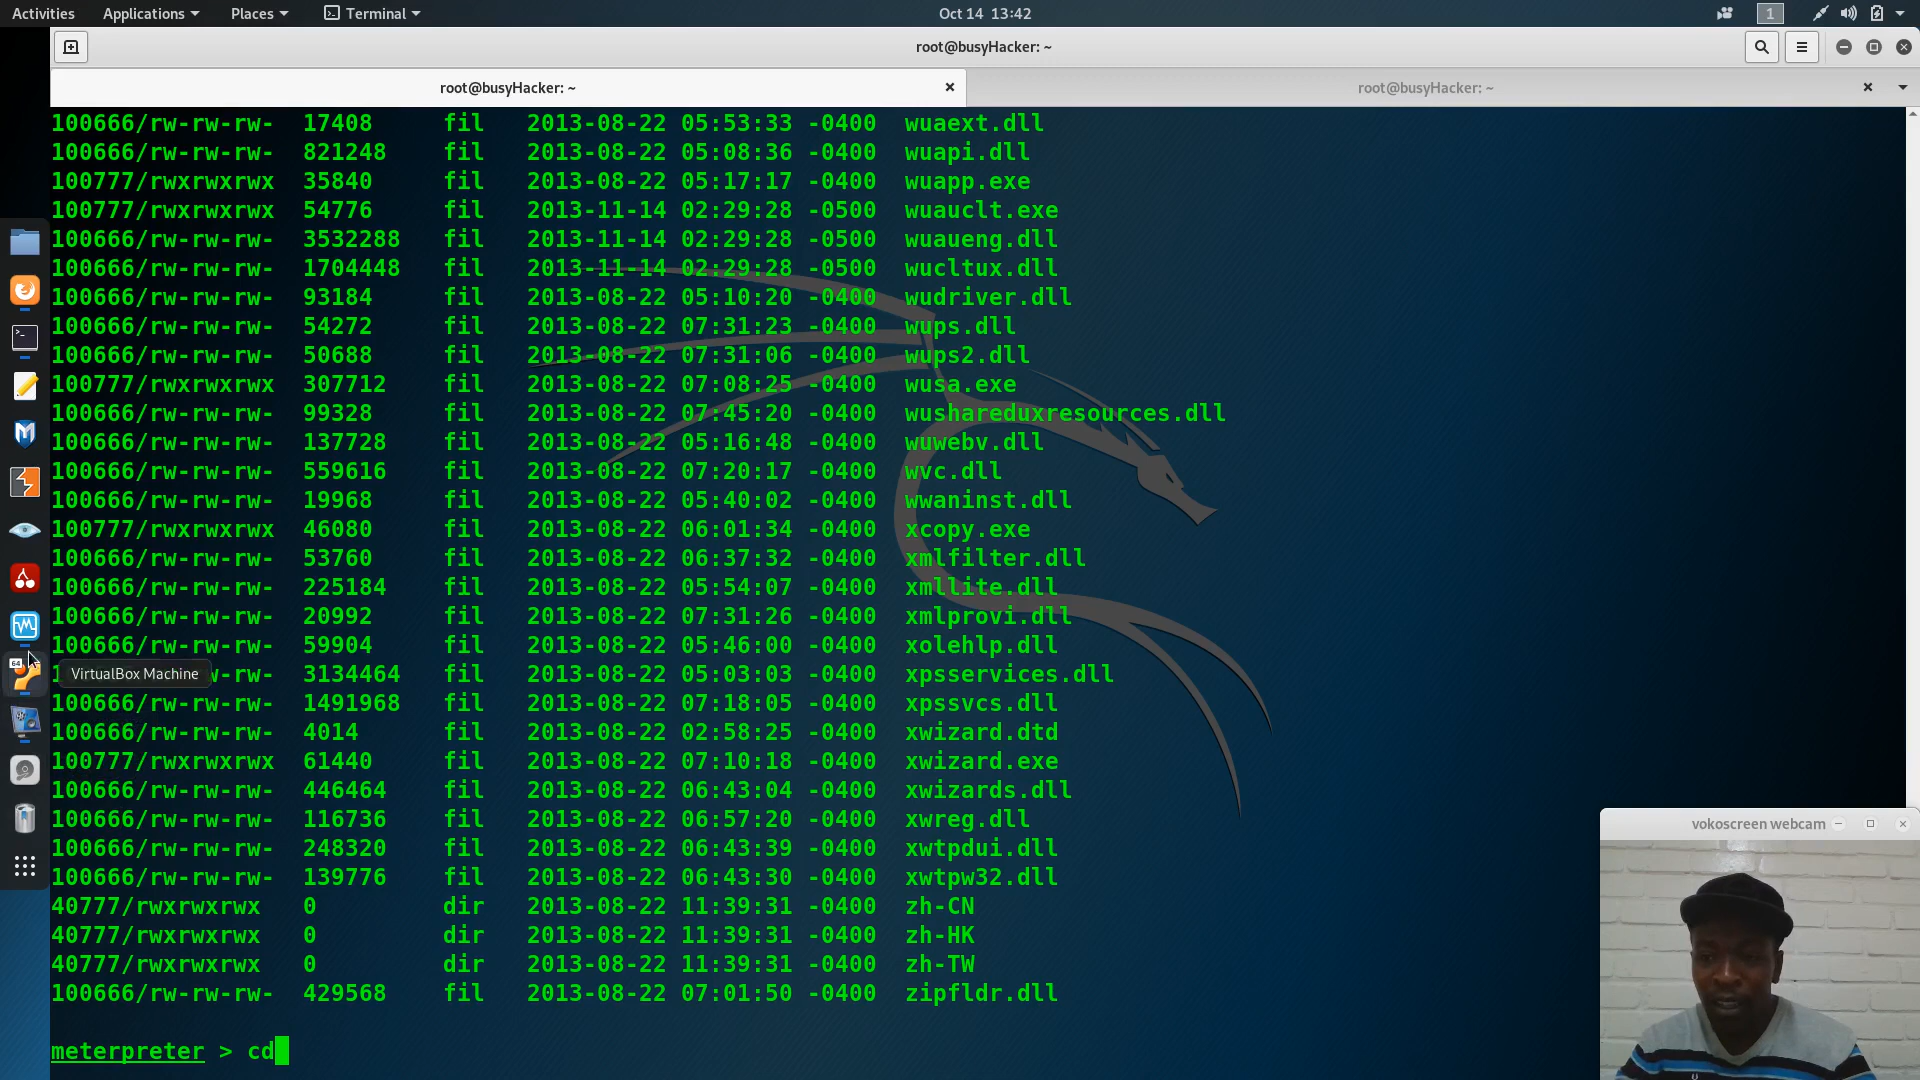 Activities Applications Places Terminal Oct 14 13:42 1
root@busyHacker: ~
root@busyHacker: ~ root@busyHacker: ~
100666/rw-rw-rw- 17408 fil 2013-08-22 05:53:33 -0400 wuaext.dll
100666/rw-rw-rw- 821248 fil 2013-08-22 05:08:36 -0400 wuapi.dll
100777/rwxrwxrwx 35840 fil 2013-08-22 05:17:17 -0400 wuapp.exe
100777/rwxrwxrwx 54776 fil 2013-11-14 02:29:28 -0500 wuauclt.exe
100666/rw-rw-rw- 3532288 fil 2013-11-14 02:29:28 -0500 wuaueng.dll
100666/rw-rw-rw- 1704448 fil 2013-11-14 02:29:28 -0500 wucltux.dll
100666/rw-rw-rw- 93184 fil 2013-08-22 05:10:20 -0400 wudriver.dll
100666/rw-rw-rw- 54272 fil 2013-08-22 07:31:23 -0400 wups.dll
100666/rw-rw-rw- 50688 fil 2013-08-22 07:31:06 -0400 wups2.dll
100777/rwxrwxrwx 307712 fil 2013-08-22 07:08:25 -0400 wusa.exe
100666/rw-rw-rw- 99328 fil 2013-08-22 07:45:20 -0400 wushareduxresources.dll
100666/rw-rw-rw- 137728 fil 2013-08-22 05:16:48 -0400 wuwebv.dll
100666/rw-rw-rw- 559616 fil 2013-08-22 07:20:17 -0400 wvc.dll
100666/rw-rw-rw- 19968 fil 2013-08-22 05:40:02 -0400 wwaninst.dll
100777/rwxrwxrwx 46080 fil 2013-08-22 06:01:34 -0400 xcopy.exe
100666/rw-rw-rw- 53760 fil 2013-08-22 06:37:32 -0400 xmlfilter.dll
100666/rw-rw-rw- 225184 fil 2013-08-22 05:54:07 -0400 xmllite.dll
100666/rw-rw-rw- 20992 fil 2013-08-22 07:31:26 -0400 xmlprovi.dll
100666/rw-rw-rw- 59904 fil 2013-08-22 05:46:00 -0400 xolehlp.dll
64 VirtualBox Machine w-rw- 3134464 fil 2013-08-22 05:03:03 -0400 xpsservices.dll
100666/rw-rw-rw- 1491968 fil 2013-08-22 07:18:05 -0400 xpssvcs.dll
100666/rw-rw-rw- 4014 fil 2013-08-22 02:58:25 -0400 xwizard.dtd
100777/rwxrwxrwx 61440 fil 2013-08-22 07:10:18 -0400 xwizard.exe
100666/rw-rw-rw- 446464 fil 2013-08-22 06:43:04 -0400 xwizards.dll
100666/rw-rw-rw- 116736 fil 2013-08-22 06:57:20 -0400 xwreg.dll
100666/rw-rw-rw- 248320 fil 2013-08-22 06:43:39 -0400 xwtpdui.dll
100666/rw-rw-rw- 139776 fil 2013-08-22 06:43:30 -0400 xwtpw32.dll
40777/rwxrwxrwx 0 dir 2013-08-22 11:39:31 -0400 zh-CN
40777/rwxrwxrwx 0 dir 2013-08-22 11:39:31 -0400 zh-HK
40777/rwxrwxrwx 0 dir 2013-08-22 11:39:31 -0400 zh-TW
100666/rw-rw-rw- 429568 fil 2013-08-22 07:01:50 -0400 zipfldr.dll
meterpreter > cd
vokoscreen webcam